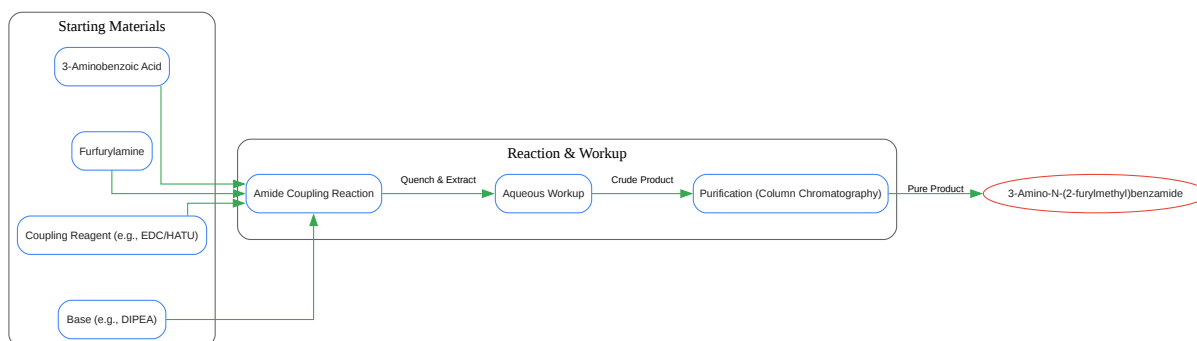 Starting Materials
3-Aminobenzoic Acid
Furfurylamine
Coupling Reagent (e.g., EDC/HATU)
Base (e.g., DIPEA)
Reaction & Workup
Amide Coupling Reaction
Quench & Extract
Aqueous Workup
Crude Product
Purification (Column Chromatography)
Pure Product
3-Amino-N-(2-furylmethyl)benzamide